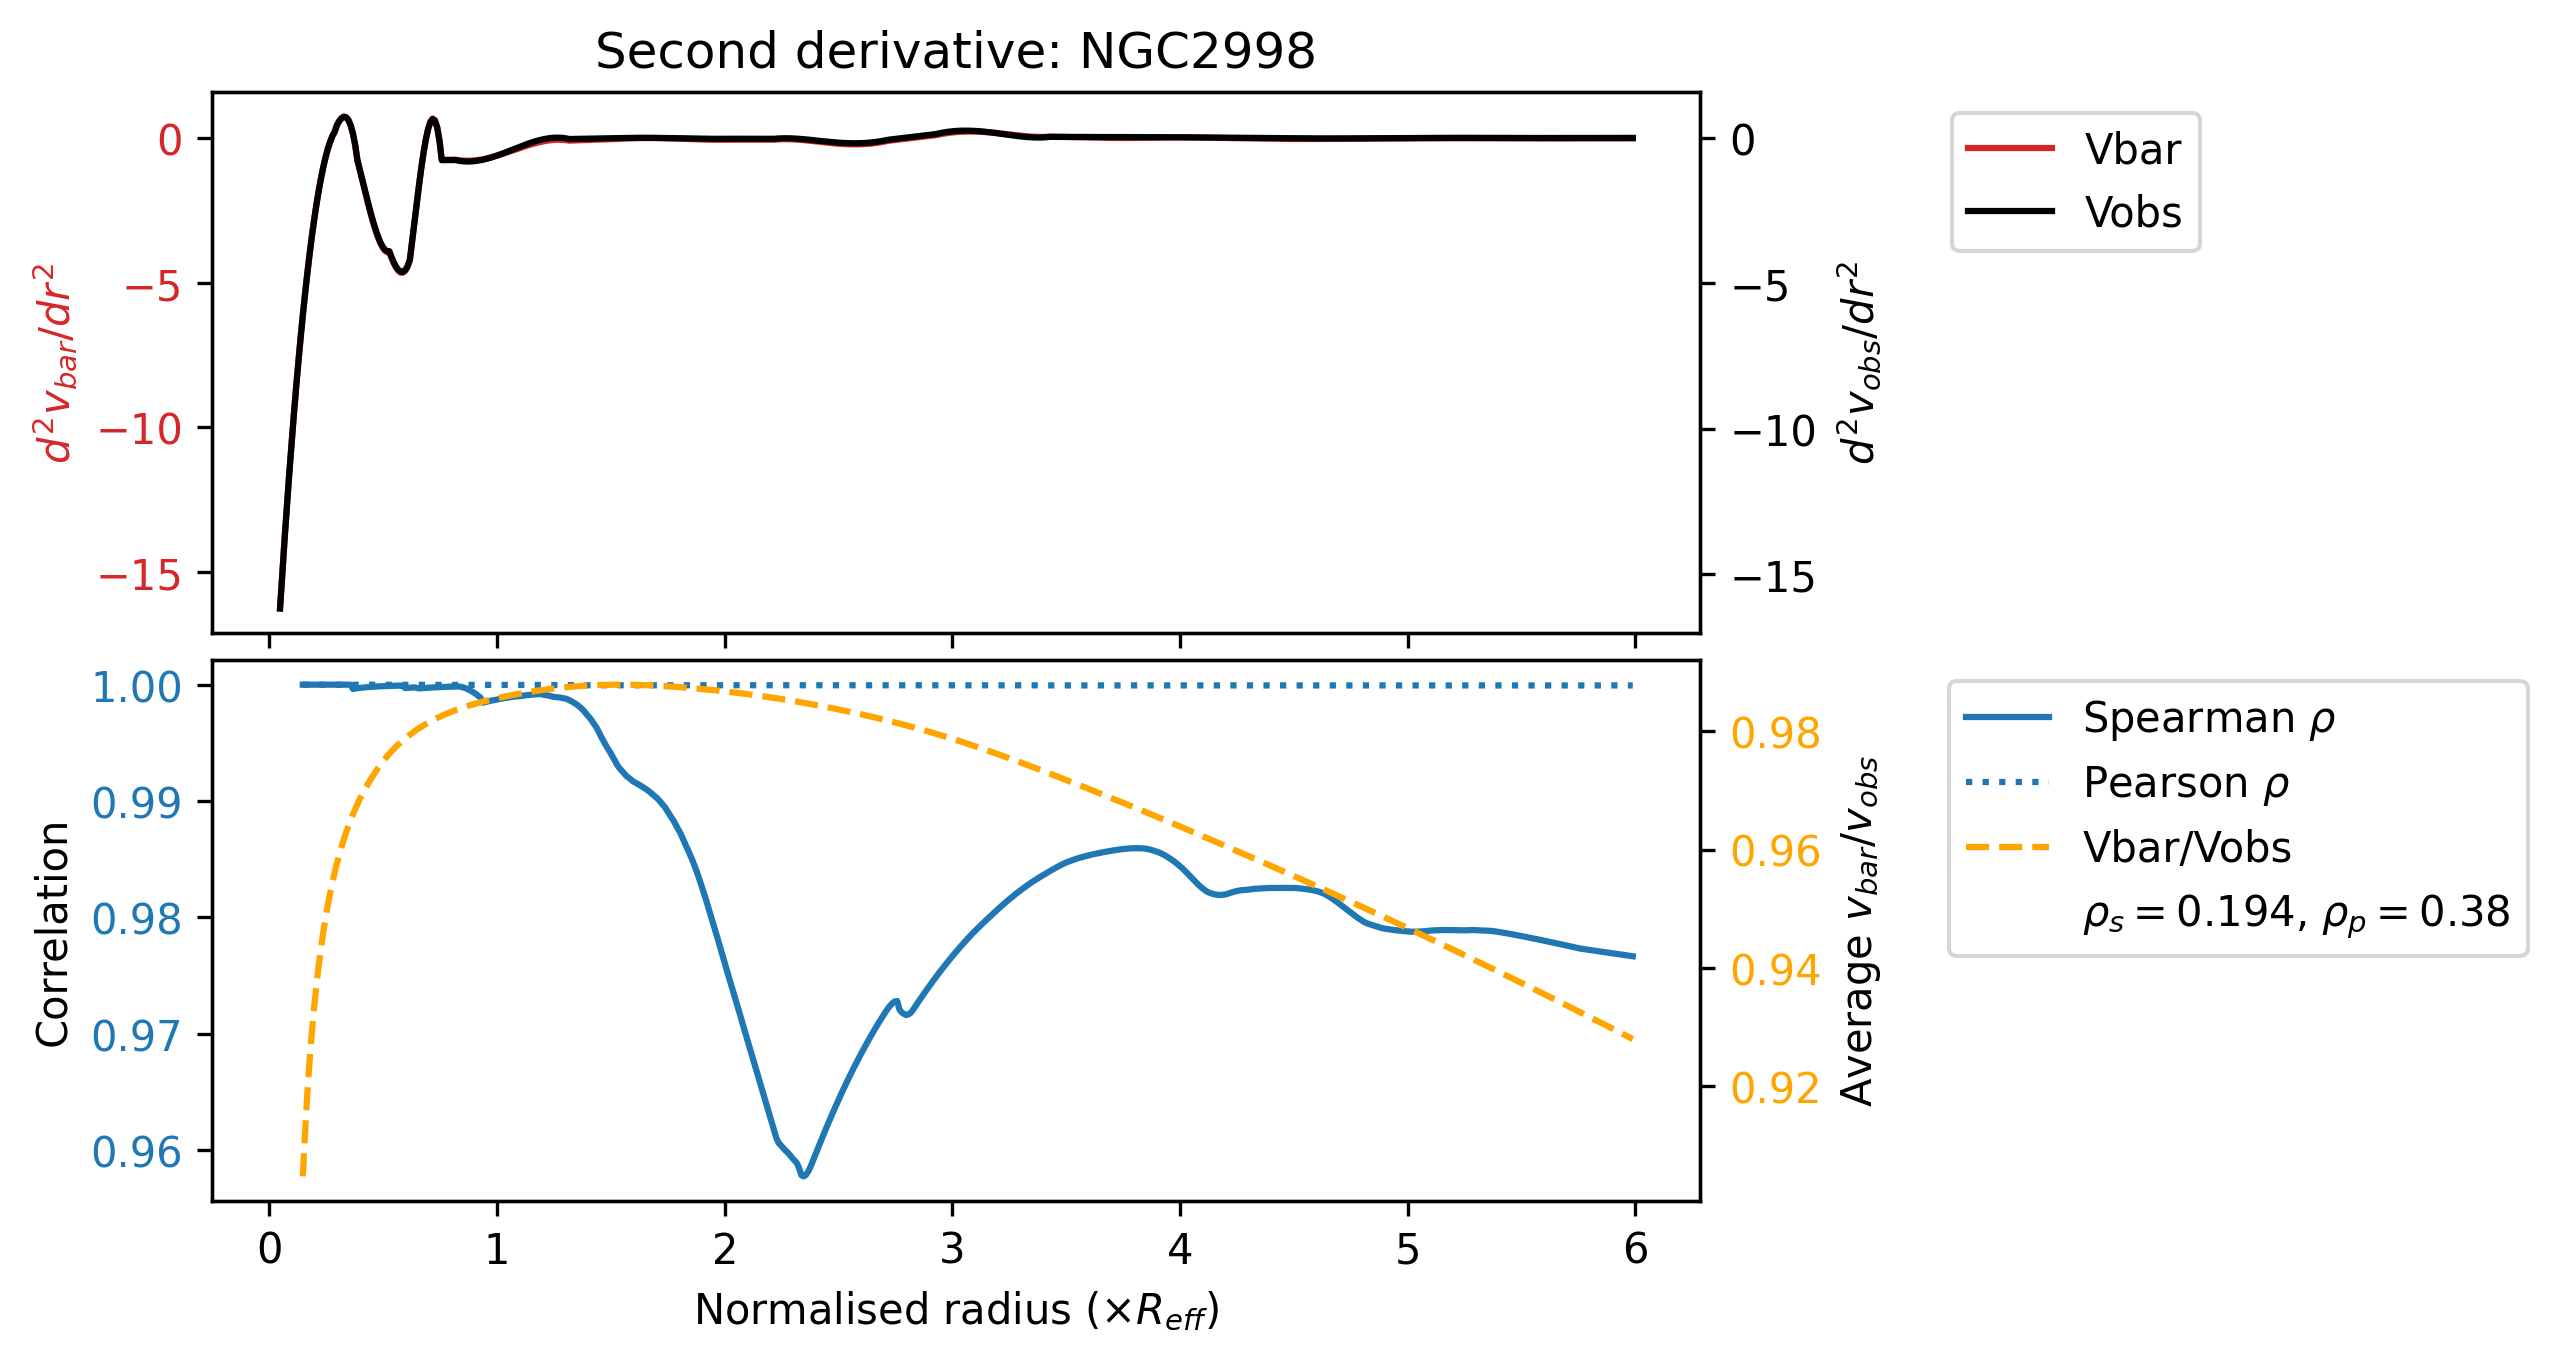 Second derivative: NGC2998
0
−5
−10
−15
d²v_bar/dr²
0
−5
−10
−15
d²v_obs/dr²
Vbar
Vobs
1.00
0.99
0.98
0.97
0.96
Correlation
0.98
0.96
0.94
0.92
Average v_bar/v_obs
Spearman ρ
Pearson ρ
Vbar/Vobs
ρ_s = 0.194, ρ_p = 0.38
0 1 2 3 4 5 6
Normalised radius (×R_eff)